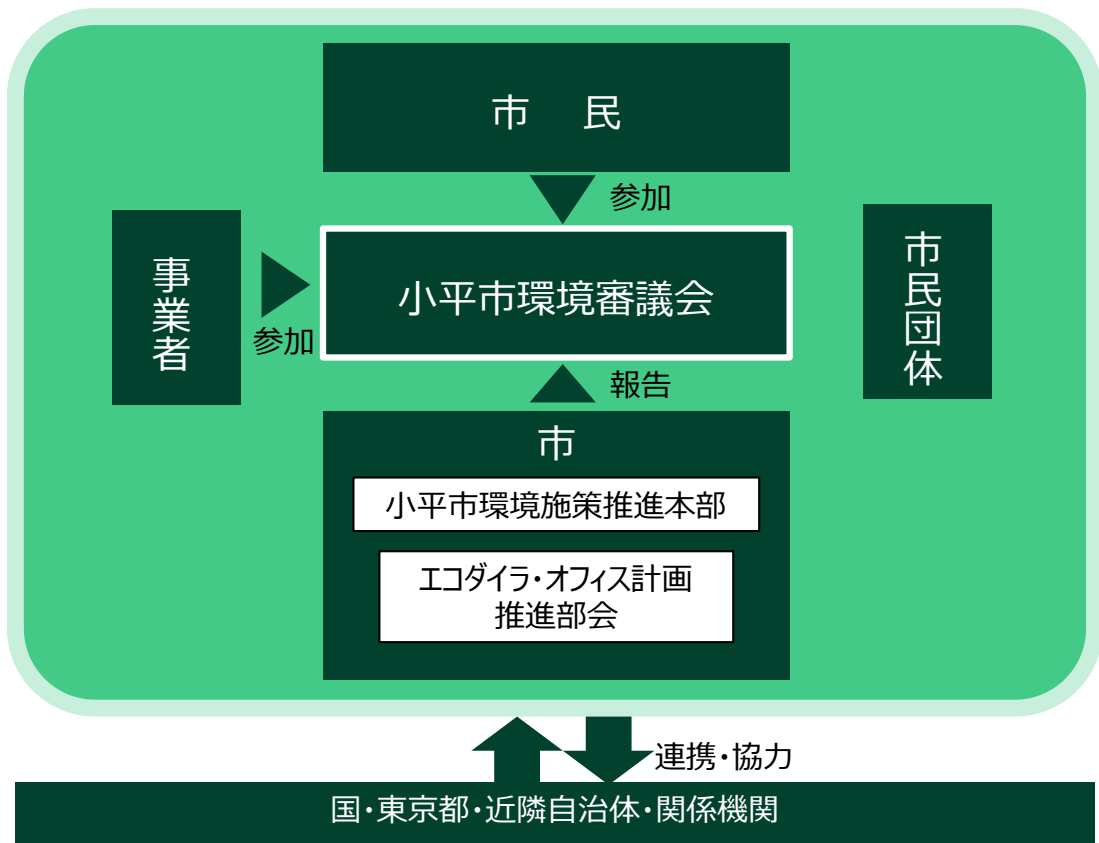 市　民
参加
事業者
参加
小平市環境審議会
市民団体
報告
市
小平市環境施策推進本部
エコダイラ・オフィス計画
推進部会
連携・協力
国・東京都・近隣自治体・関係機関